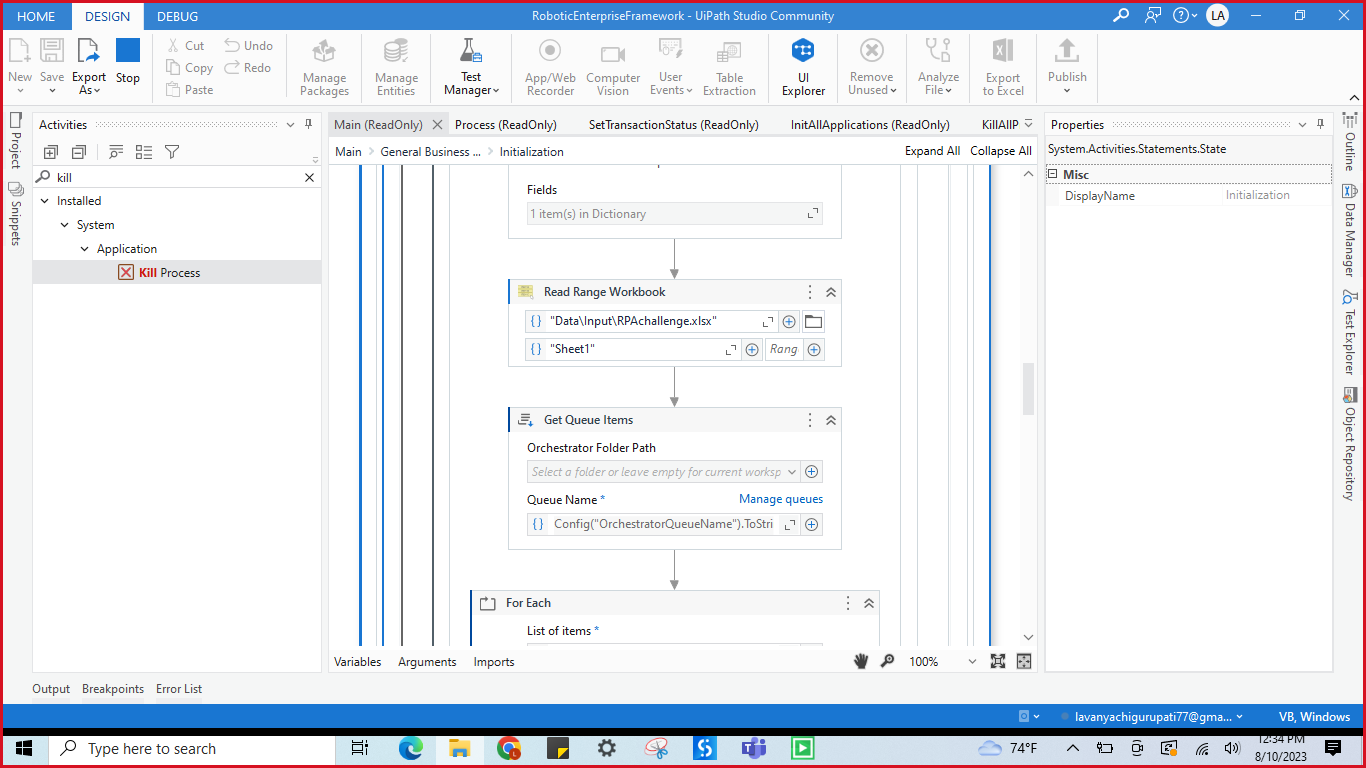 HOME DESIGN DEBUG RoboticEnterpriseFramework - UiPath Studio Community LA
New Save Export As Stop Cut Copy Paste Undo Redo Manage Packages Manage Entities Test Manager App/Web Recorder Computer Vision User Events Table Extraction UI Explorer Remove Unused Analyze File Export to Excel Publish
Project
Snippets
Activities
kill
Installed
System
Application
Kill Process
Main (ReadOnly) Process (ReadOnly) SetTransactionStatus (ReadOnly) InitAllApplications (ReadOnly) KillAllP
Main General Business ... Initialization Expand All Collapse All
Fields
1 item(s) in Dictionary
Read Range Workbook
"Data\Input\RPAchallenge.xlsx"
"Sheet1" Rang
Get Queue Items
Orchestrator Folder Path
Select a folder or leave empty for current worksp
Queue Name * Manage queues
Config("OrchestratorQueueName").ToStri
For Each
List of items *
Variables Arguments Imports 100%
Properties
System.Activities.Statements.State
Misc
DisplayName Initialization
Outline
Data Manager
Test Explorer
Object Repository
Output Breakpoints Error List
lavanyachigurupati77@gma... VB, Windows
Type here to search 74°F 12:34 PM
8/10/2023